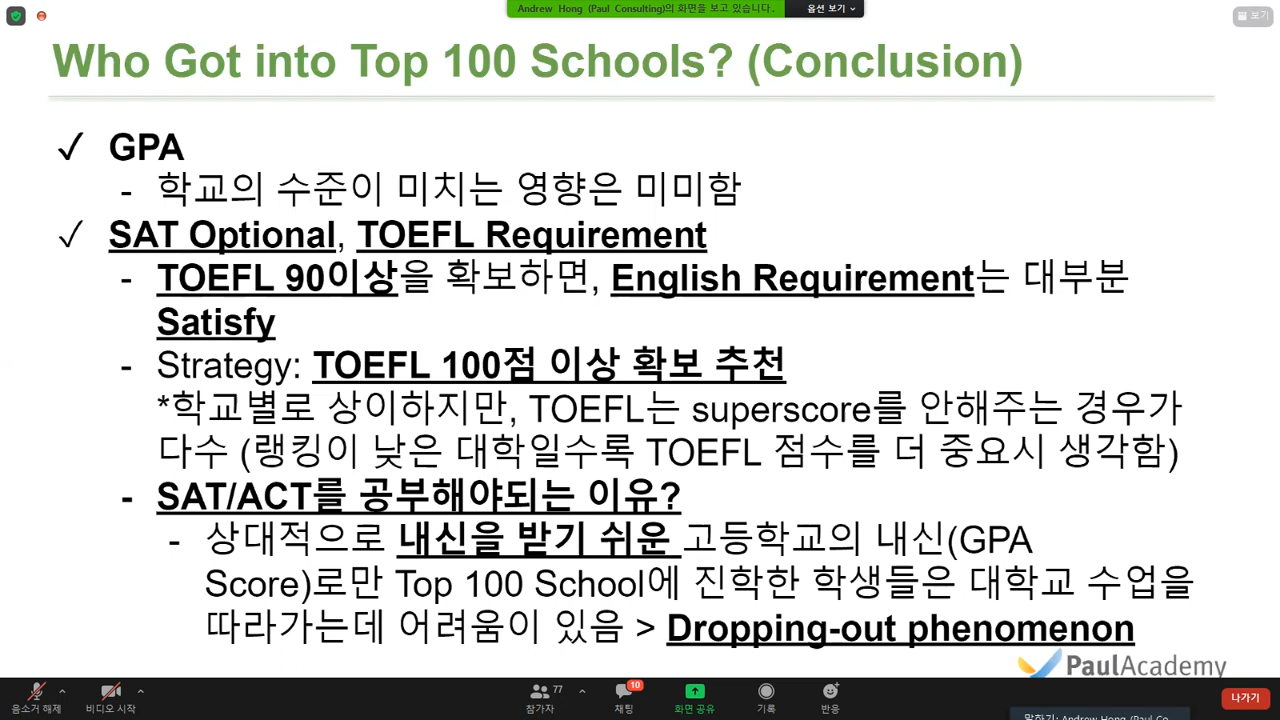 Andrew Hong (Paul Consulting)의 화면을 보고 있습니다.
옵션 보기
보기
Who Got into Top 100 Schools? (Conclusion)
✓ GPA
- 학교의 수준이 미치는 영향은 미미함
✓ SAT Optional, TOEFL Requirement
- TOEFL 90이상을 확보하면, English Requirement는 대부분
Satisfy
- Strategy: TOEFL 100점 이상 확보 추천
*학교별로 상이하지만, TOEFL는 superscore를 안해주는 경우가
다수 (랭킹이 낮은 대학일수록 TOEFL 점수를 더 중요시 생각함)
- SAT/ACT를 공부해야되는 이유?
- 상대적으로 내신을 받기 쉬운 고등학교의 내신(GPA
Score)로만 Top 100 School에 진학한 학생들은 대학교 수업을
따라가는데 어려움이 있음 > Dropping-out phenomenon
PaulAcademy
음소거 해제
비디오 시작
77
참가자
10
채팅
화면 공유
기록
반응
나가기
말하기: Andrew Hong (Paul Co...